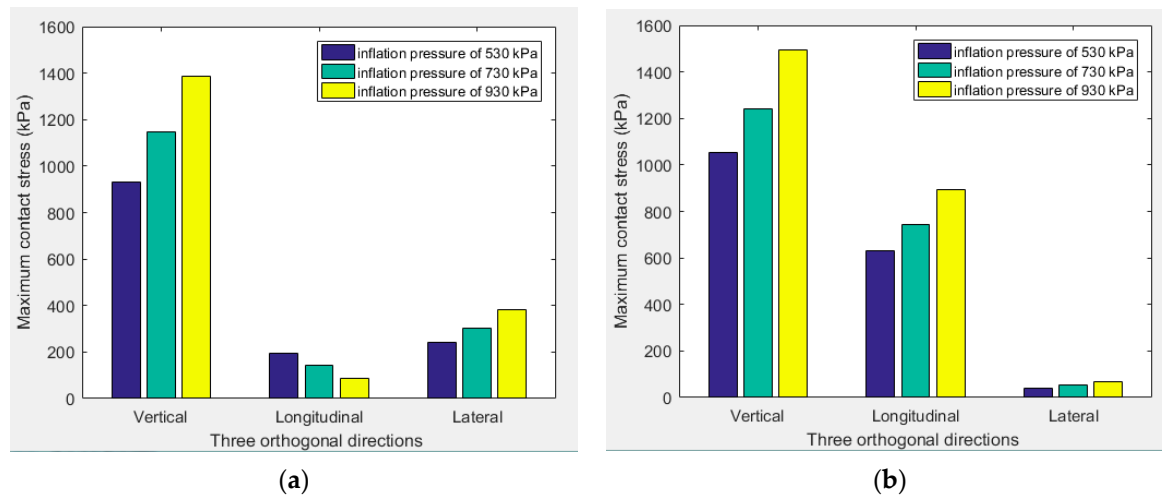 1600
1400
1200
1000
800
600
400
200
0
Maximum contact stress (kPa)
inflation pressure of 530 kPa
inflation pressure of 730 kPa
inflation pressure of 930 kPa
Vertical Longitudinal Lateral
Three orthogonal directions
(a)
1600
1400
1200
1000
800
600
400
200
0
Maximum contact stress (kPa)
inflation pressure of 530 kPa
inflation pressure of 730 kPa
inflation pressure of 930 kPa
Vertical Longitudinal Lateral
Three orthogonal directions
(b)